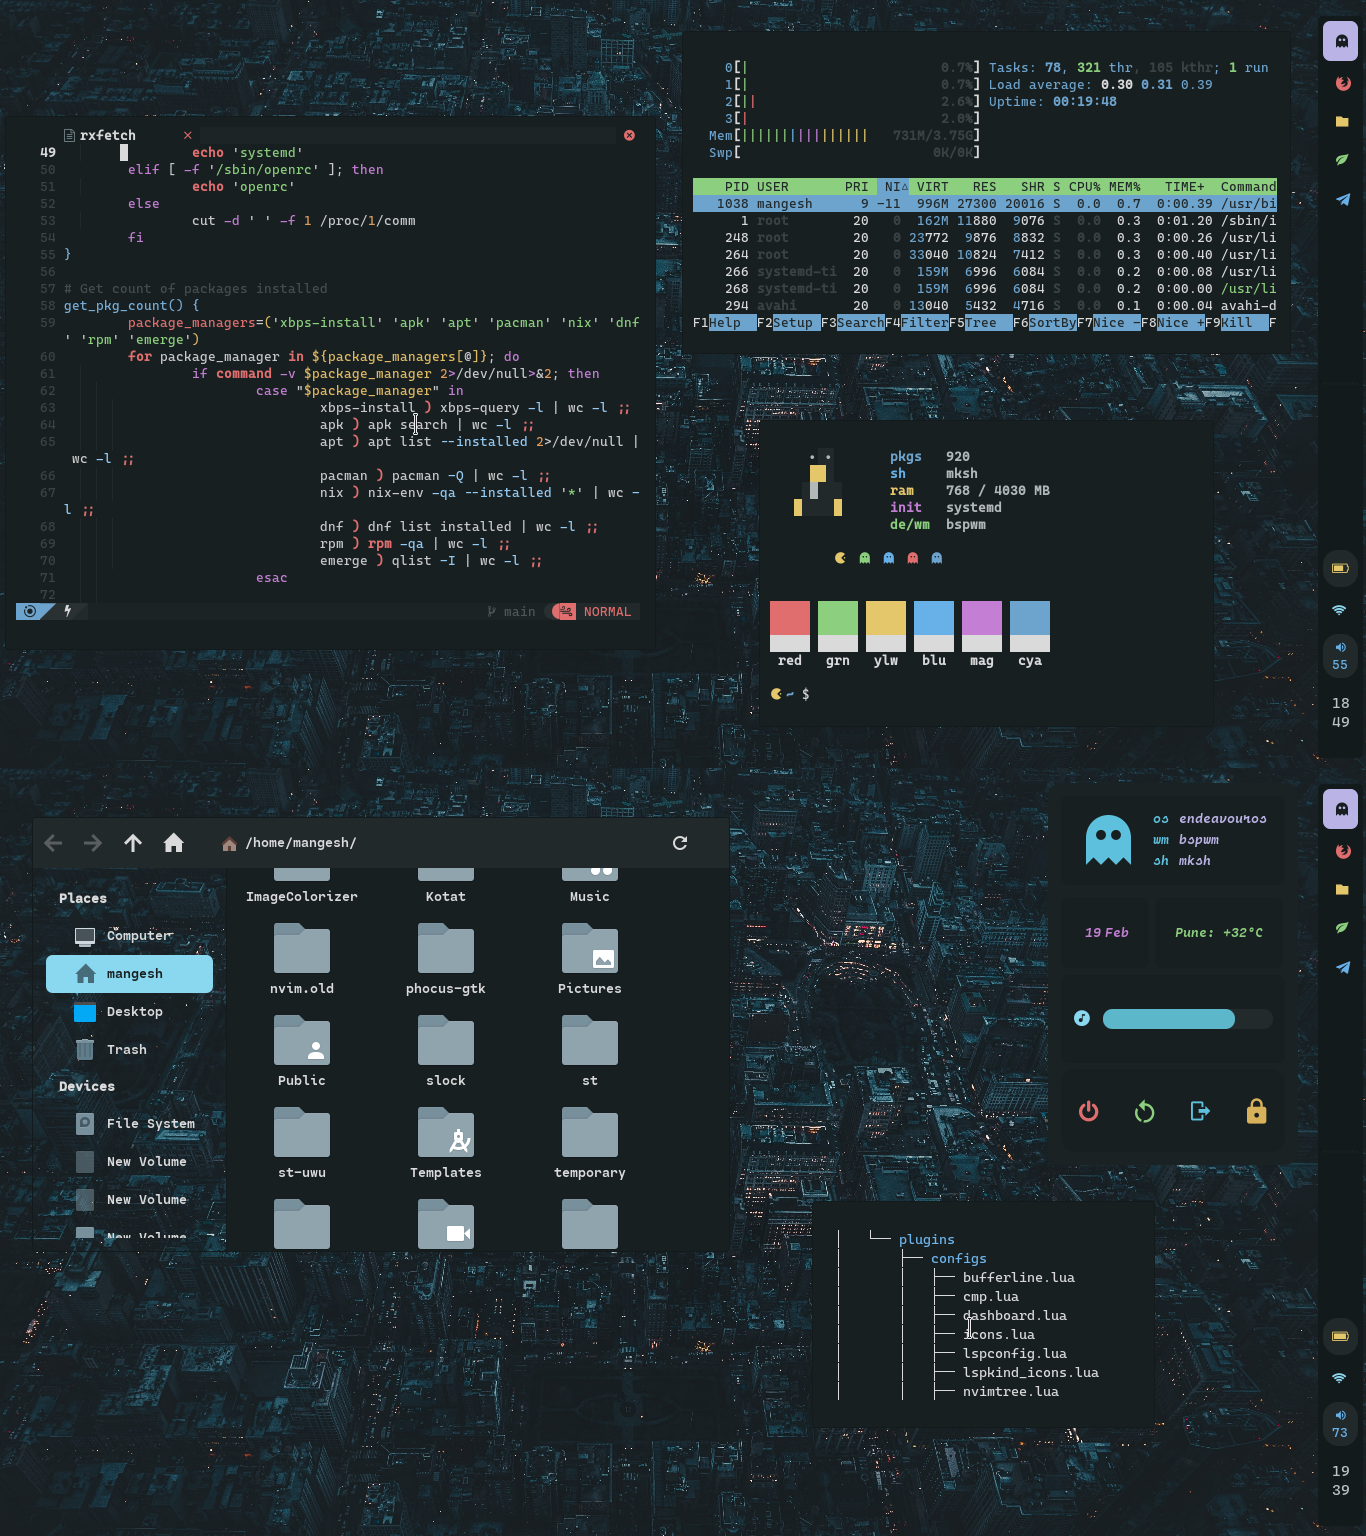 rxfetch
49 echo 'systemd'
50 elif [ -f '/sbin/openrc' ]; then
51 echo 'openrc'
52 else
53 cut -d ' ' -f 1 /proc/1/comm
54 fi
55 }
56
57 # Get count of packages installed
58 get_pkg_count() {
59 package_managers=('xbps-install' 'apk' 'apt' 'pacman' 'nix' 'dnf
' 'rpm' 'emerge')
60 for package_manager in ${package_managers[@]}; do
61 if command -v $package_manager 2>/dev/null>&2; then
62 case "$package_manager" in
63 xbps-install ) xbps-query -l | wc -l ;;
64 apk ) apk search | wc -l ;;
65 apt ) apt list --installed 2>/dev/null |
wc -l ;;
66 pacman ) pacman -Q | wc -l ;;
67 nix ) nix-env -qa --installed '*' | wc -
l ;;
68 dnf ) dnf list installed | wc -l ;;
69 rpm ) rpm -qa | wc -l ;;
70 emerge ) qlist -I | wc -l ;;
71 esac
72
main NORMAL
0[| 0.7%] Tasks: 78, 321 thr, 105 kthr; 1 run
1[| 0.7%] Load average: 0.30 0.31 0.39
2[|| 2.6%] Uptime: 00:19:48
3[| 2.0%]
Mem[|||||||||||||||| 731M/3.75G]
Swp[ 0K/0K]
PID USER PRI NI△ VIRT RES SHR S CPU% MEM% TIME+ Command
1038 mangesh 9 -11 996M 27300 20016 S 0.0 0.7 0:00.39 /usr/bi
1 root 20 0 162M 11880 9076 S 0.0 0.3 0:01.20 /sbin/i
248 root 20 0 23772 9876 8832 S 0.0 0.3 0:00.26 /usr/li
264 root 20 0 33040 10824 7412 S 0.0 0.3 0:00.40 /usr/li
266 systemd-ti 20 0 159M 6996 6084 S 0.0 0.2 0:00.08 /usr/li
268 systemd-ti 20 0 159M 6996 6084 S 0.0 0.2 0:00.00 /usr/li
294 avahi 20 0 13040 5432 4716 S 0.0 0.1 0:00.04 avahi-d
F1Help F2Setup F3SearchF4FilterF5Tree F6SortByF7Nice -F8Nice +F9Kill F
pkgs 920
sh mksh
ram 768 / 4030 MB
init systemd
de/wm bspwm
red grn ylw blu mag cya
~ $
55
18
49
/home/mangesh/
Places
Computer
mangesh
Desktop
Trash
Devices
File System
New Volume
New Volume
New Volume
ImageColorizer Kotat Music
nvim.old phocus-gtk Pictures
Public slock st
st-uwu Templates temporary
os endeavouros
wm bspwm
sh mksh
19 Feb
Pune: +32°C
└── plugins
├── configs
├── bufferline.lua
├── cmp.lua
├── dashboard.lua
├── icons.lua
├── lspconfig.lua
├── lspkind_icons.lua
├── nvimtree.lua
73
19
39